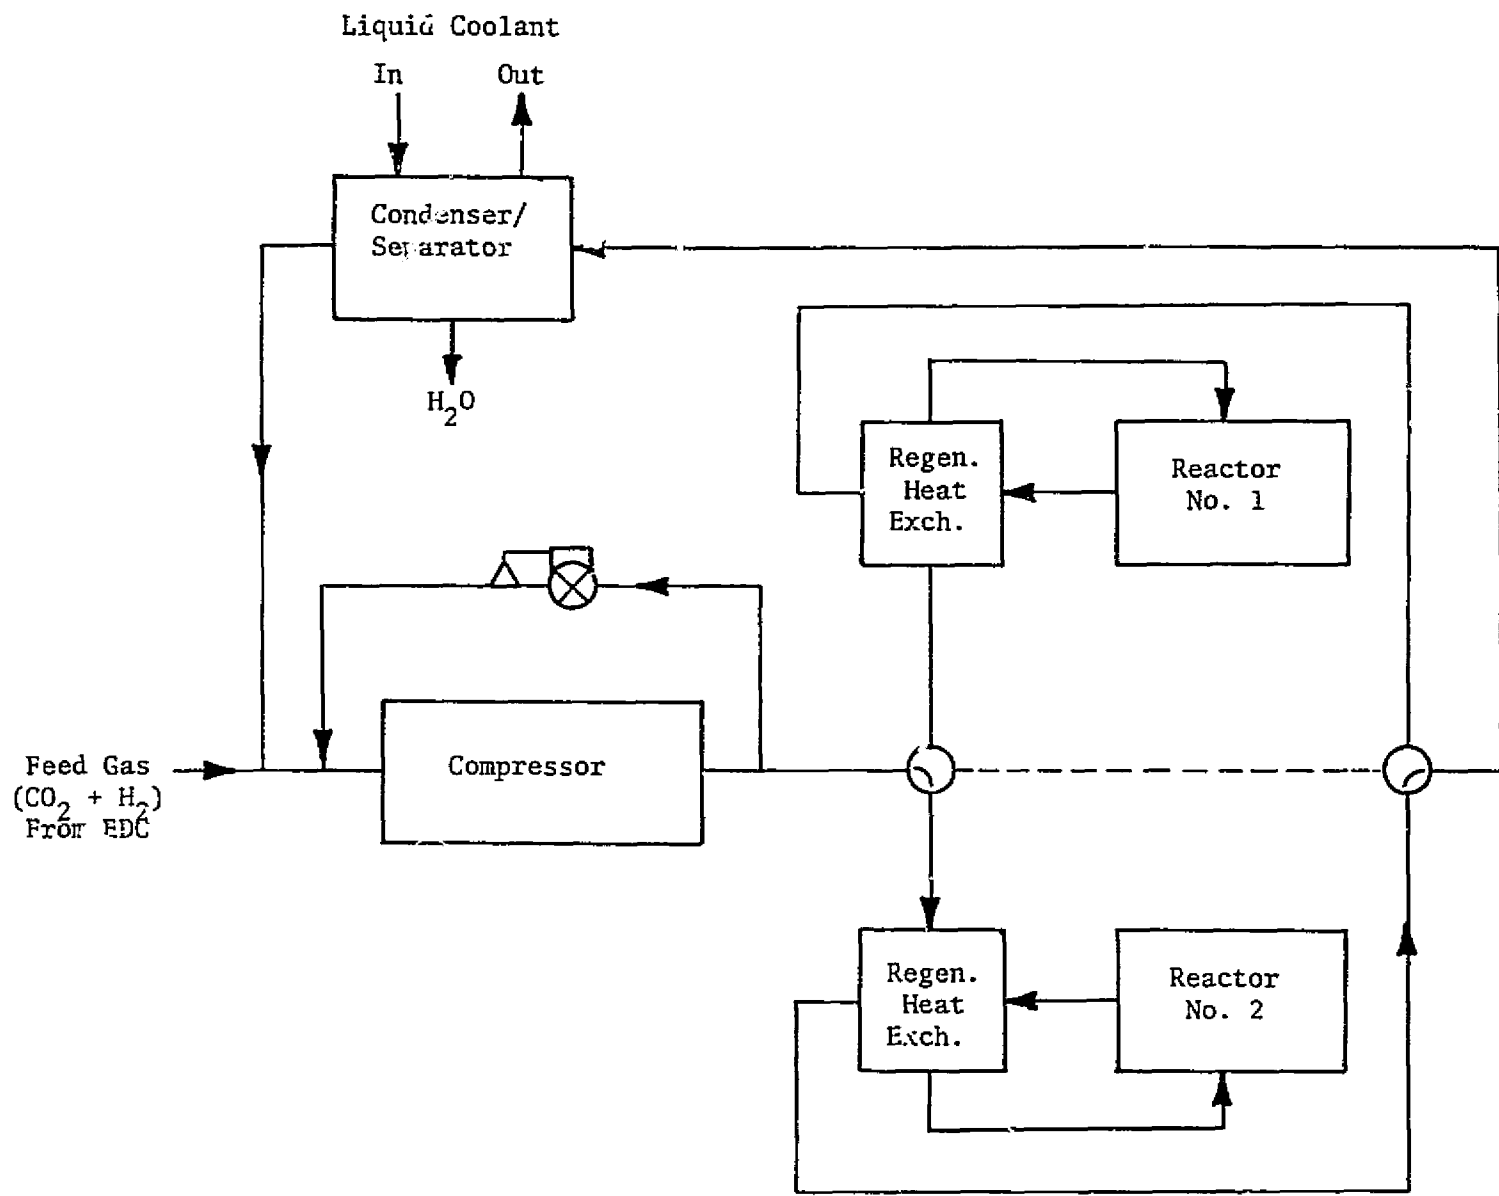 Liquid Coolant
In Out
Condenser/
Separator
H₂O
Regen.
Heat
Exch.
Reactor
No. 1
Compressor
Feed Gas
(CO₂ + H₂)
From EDC
Regen.
Heat
Exch.
Reactor
No. 2